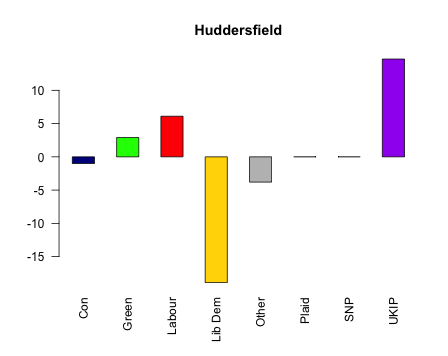 Huddersfield
10
5
0
-5
-10
-15
Con
Green
Labour
Lib Dem
Other
Plaid
SNP
UKIP